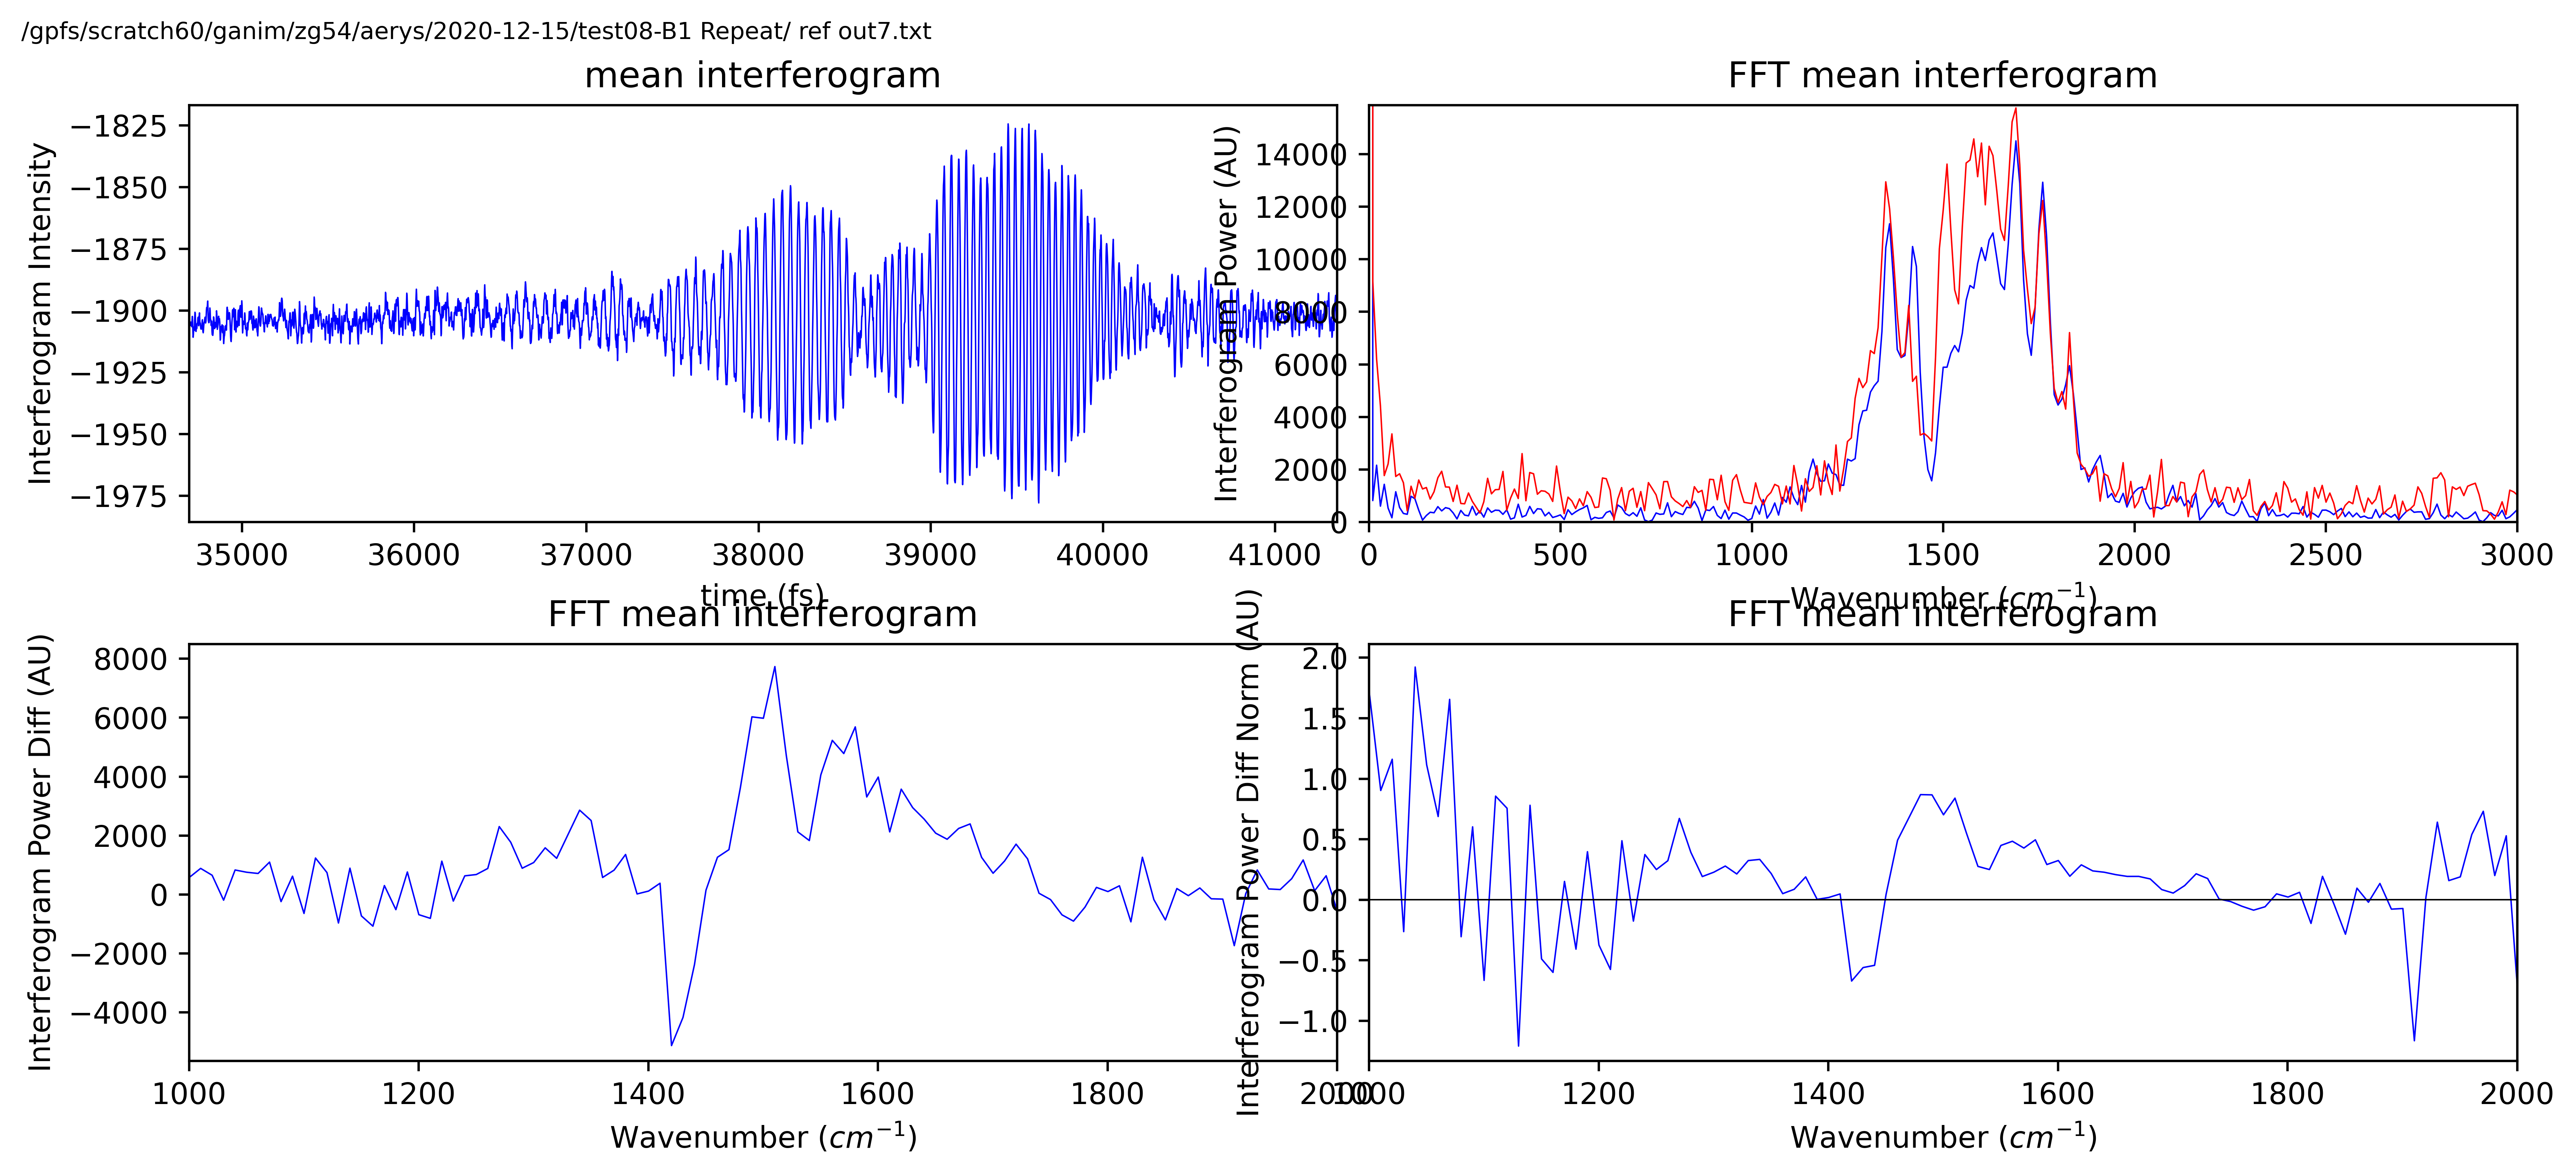 /gpfs/scratch60/ganim/zg54/aerys/2020-12-15/test08-B1 Repeat/ ref out7.txt
mean interferogram
Interferogram Intensity
−1825
−1850
−1875
−1900
−1925
−1950
−1975
35000 36000 37000 38000 39000 40000 41000
time (fs)
FFT mean interferogram
Interferogram Power (AU)
14000
12000
10000
8000
6000
4000
2000
0
0 500 1000 1500 2000 2500 3000
Wavenumber (cm⁻¹)
FFT mean interferogram
Interferogram Power Diff (AU)
8000
6000
4000
2000
0
−2000
−4000
1000 1200 1400 1600 1800 2000
Wavenumber (cm⁻¹)
FFT mean interferogram
Interferogram Power Diff Norm (AU)
2.0
1.5
1.0
0.5
0.0
−0.5
−1.0
1000 1200 1400 1600 1800 2000
Wavenumber (cm⁻¹)